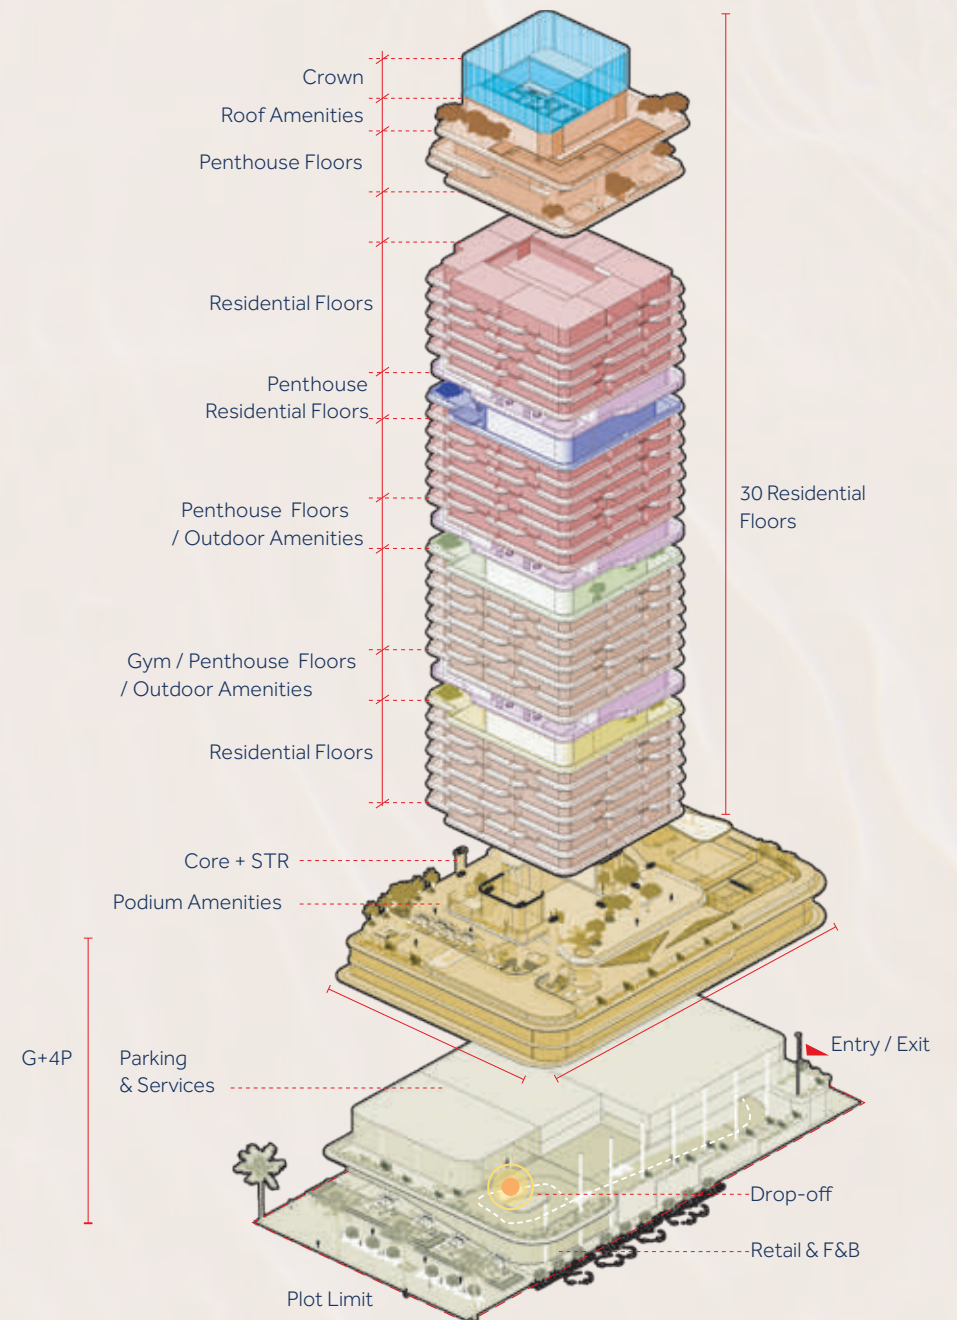 Crown
Roof Amenities
Penthouse Floors
Residential Floors
Penthouse
Residential Floors
30 Residential
Floors
Penthouse Floors
/ Outdoor Amenities
Gym / Penthouse Floors
/ Outdoor Amenities
Residential Floors
Core + STR
Podium Amenities
G+4P
Parking
& Services
Entry / Exit
Drop-off
Retail & F&B
Plot Limit